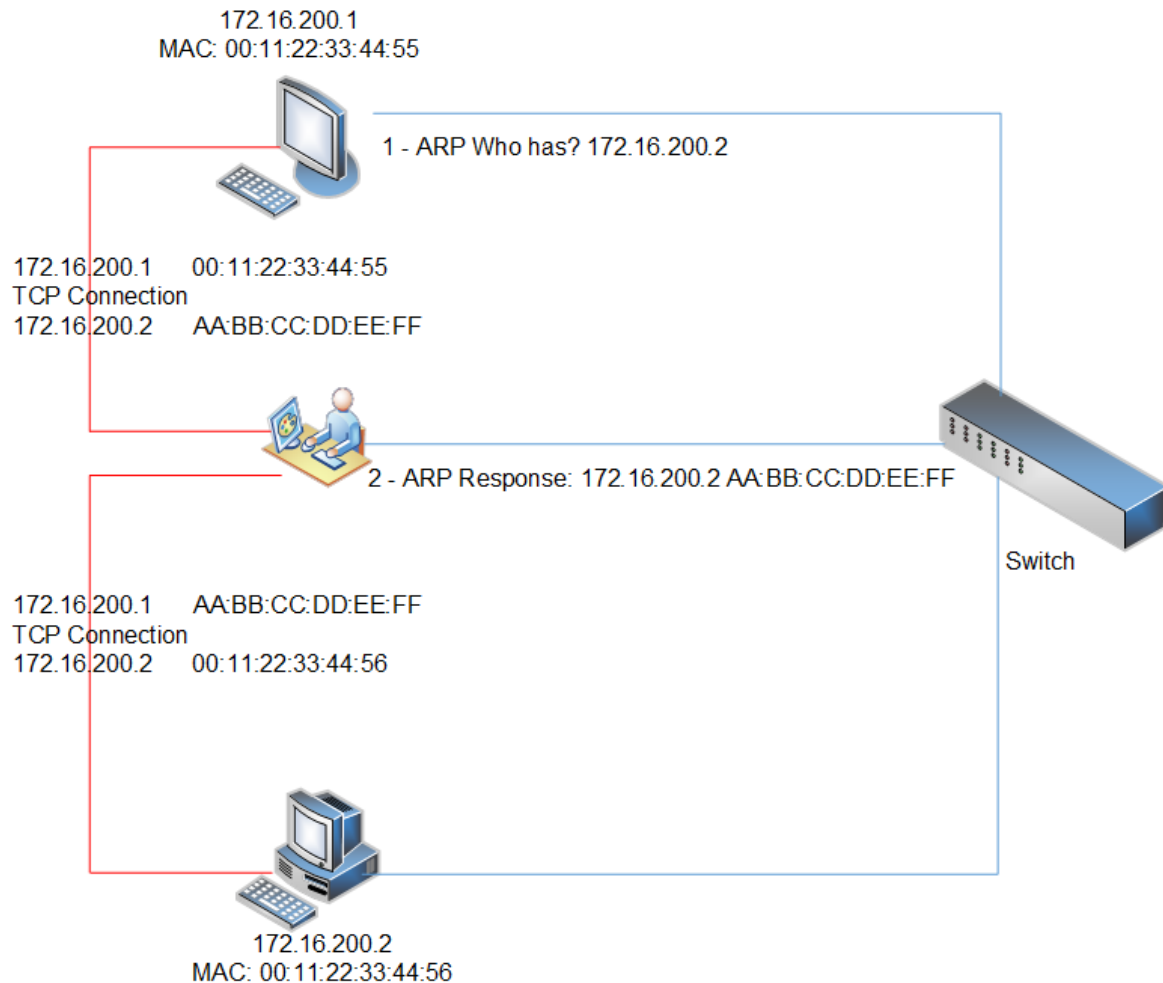 172.16.200.1
MAC: 00:11:22:33:44:55
1 - ARP Who has? 172.16.200.2
172.16.200.1 00:11:22:33:44:55
TCP Connection
172.16.200.2 AA:BB:CC:DD:EE:FF
2 - ARP Response: 172.16.200.2 AA:BB:CC:DD:EE:FF
Switch
172.16.200.1 AA:BB:CC:DD:EE:FF
TCP Connection
172.16.200.2 00:11:22:33:44:56
172.16.200.2
MAC: 00:11:22:33:44:56